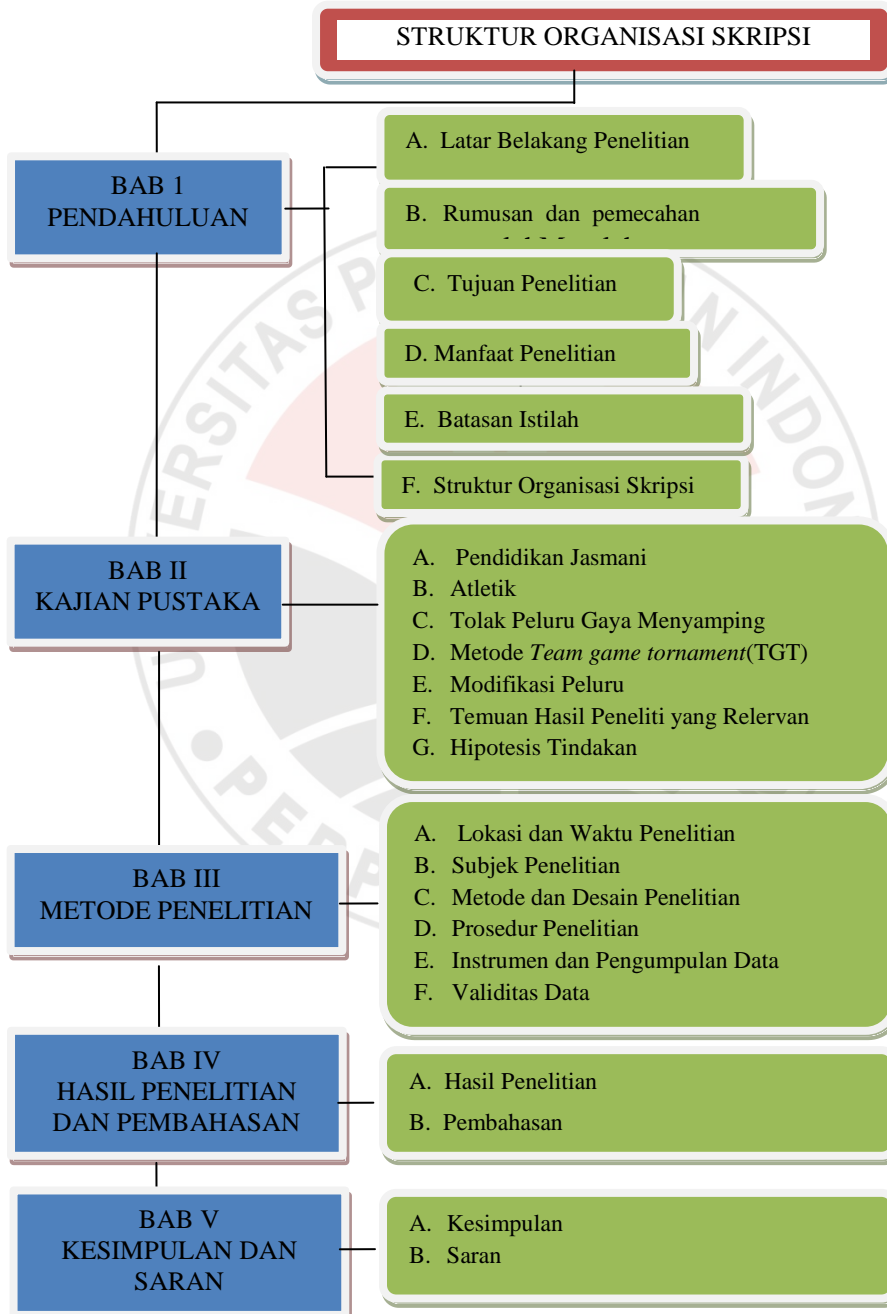 STRUKTUR ORGANISASI SKRIPSI
BAB 1
PENDAHULUAN
A. Latar Belakang Penelitian
B. Rumusan dan pemecahan
C. Tujuan Penelitian
D. Manfaat Penelitian
E. Batasan Istilah
F. Struktur Organisasi Skripsi
BAB II
KAJIAN PUSTAKA
A. Pendidikan Jasmani
B. Atletik
C. Tolak Peluru Gaya Menyamping
D. Metode Team game tornament(TGT)
E. Modifikasi Peluru
F. Temuan Hasil Peneliti yang Relervan
G. Hipotesis Tindakan
BAB III
METODE PENELITIAN
A. Lokasi dan Waktu Penelitian
B. Subjek Penelitian
C. Metode dan Desain Penelitian
D. Prosedur Penelitian
E. Instrumen dan Pengumpulan Data
F. Validitas Data
BAB IV
HASIL PENELITIAN
DAN PEMBAHASAN
A. Hasil Penelitian
B. Pembahasan
BAB V
KESIMPULAN DAN
SARAN
A. Kesimpulan
B. Saran